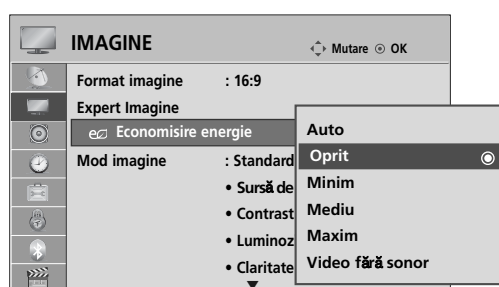 IMAGINE
Mutare OK
Format imagine : 16:9
Expert Imagine
Economisire energie
Mod imagine : Standard
• Sursă de
• Contrast
• Luminoz
• Claritate
Auto
Oprit
Minim
Mediu
Maxim
Video fără sonor